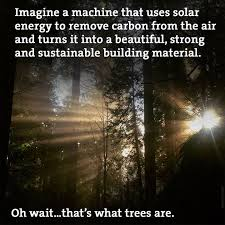 Imagine a machine that uses solar
energy to remove carbon from the air
and turns it into a beautiful, strong
and sustainable building material.
Oh wait...that's what trees are.